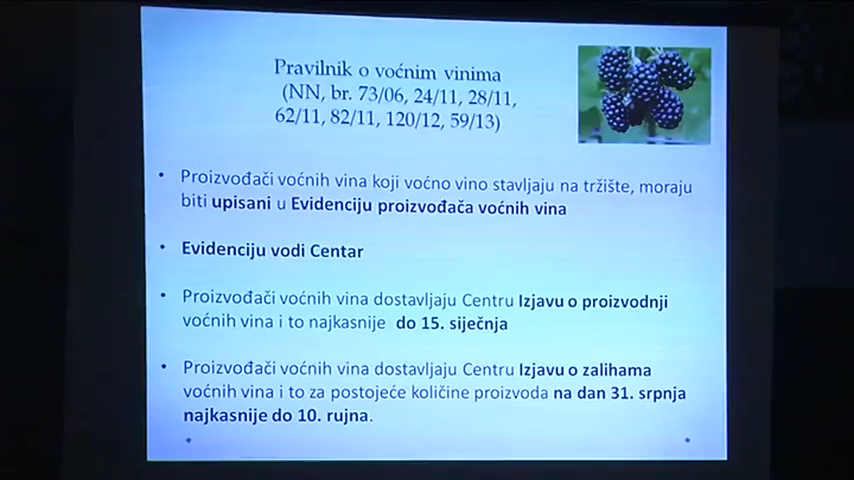 Pravilnik o voćnim vinima
(NN, br. 73/06, 24/11, 28/11,
62/11, 82/11, 120/12, 59/13)
• Proizvođači voćnih vina koji voćno vino stavljaju na tržište, moraju
biti upisani u Evidenciju proizvođača voćnih vina
• Evidenciju vodi Centar
• Proizvođači voćnih vina dostavljaju Centru Izjavu o proizvodnji
voćnih vina i to najkasnije do 15. siječnja
• Proizvođači voćnih vina dostavljaju Centru Izjavu o zalihama
voćnih vina i to za postojeće količine proizvoda na dan 31. srpnja
najkasnije do 10. rujna.